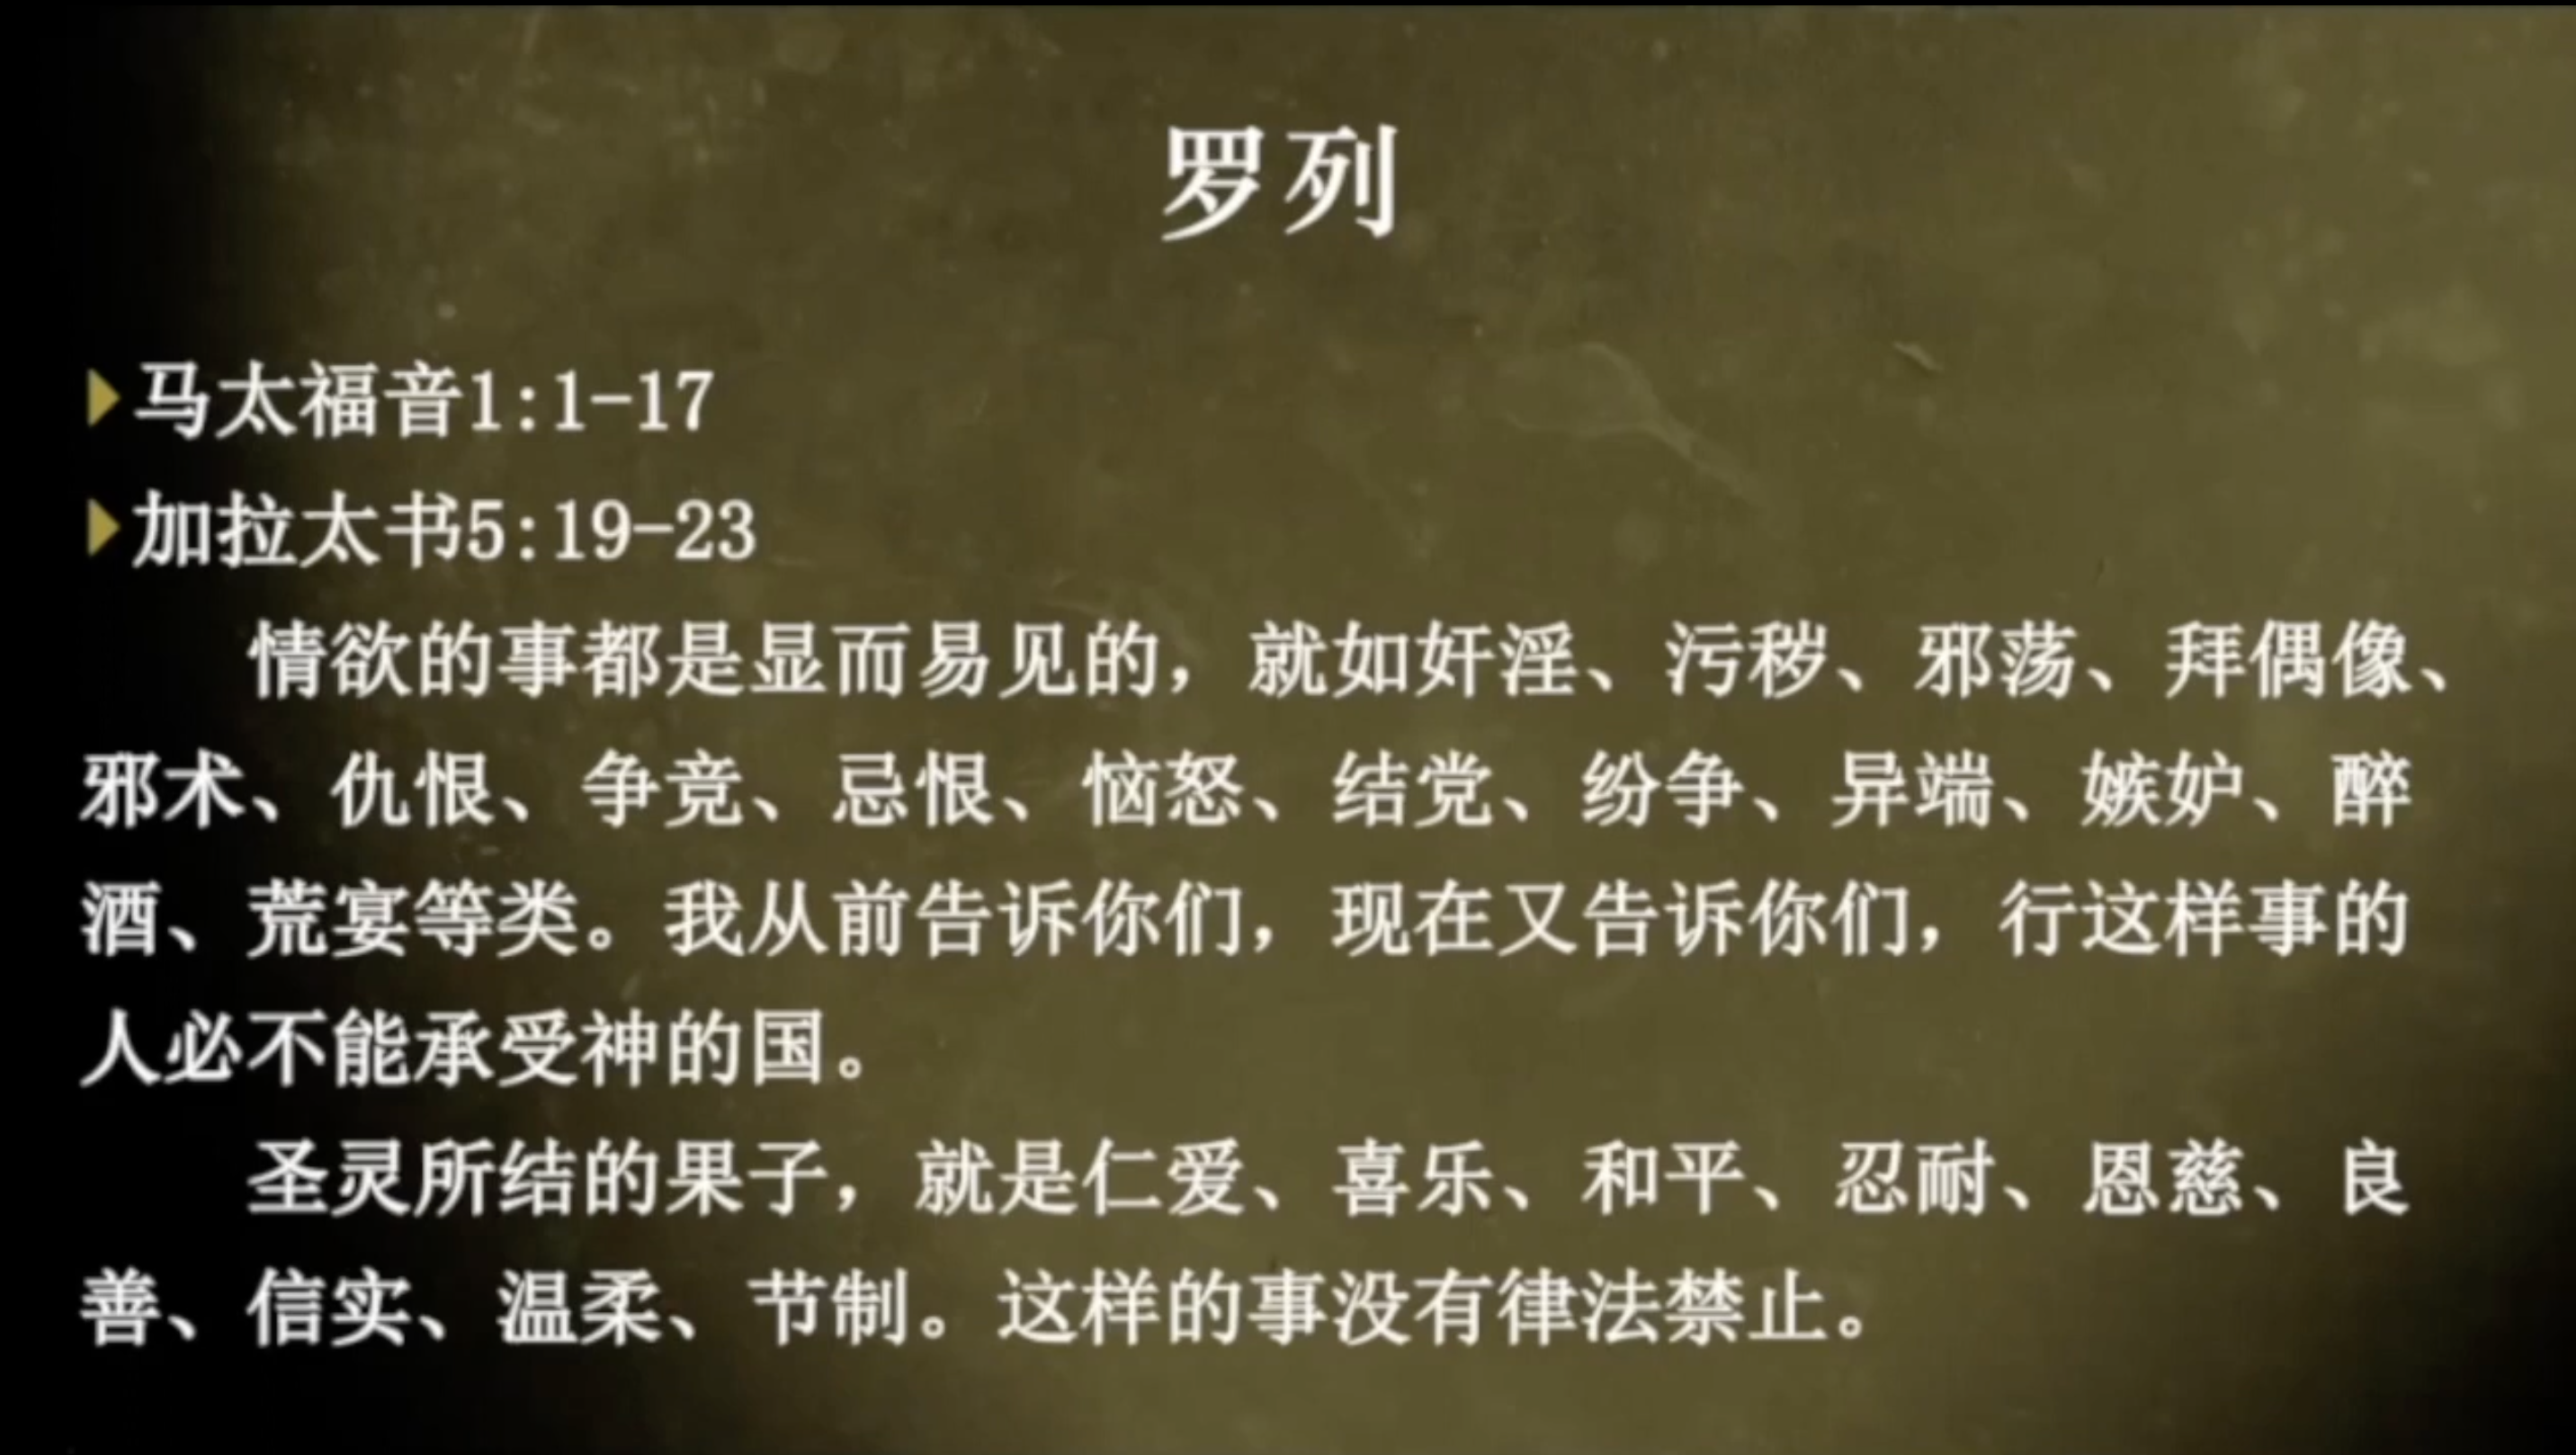 罗列
马太福音1:1-17
加拉太书5:19-23
情欲的事都是显而易见的，就如奸淫、污秽、邪荡、拜偶像、
邪术、仇恨、争竞、忌恨、恼怒、结党、纷争、异端、嫉妒、醉
酒、荒宴等类。我从前告诉你们，现在又告诉你们，行这样事的
人必不能承受神的国。
圣灵所结的果子，就是仁爱、喜乐、和平、忍耐、恩慈、良
善、信实、温柔、节制。这样的事没有律法禁止。